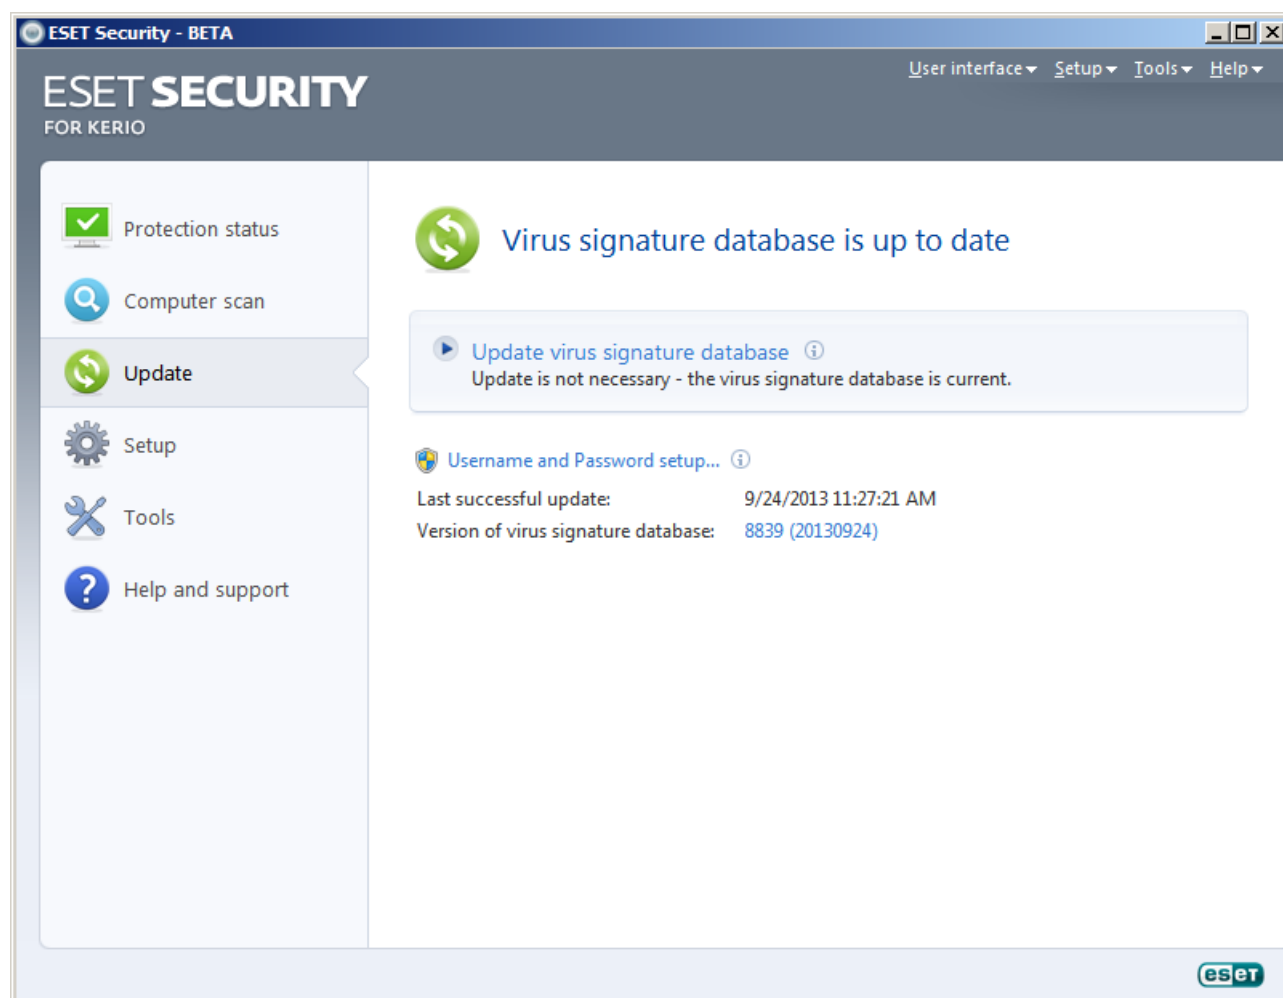 ESET Security - BETA
User interface Setup Tools Help
ESET SECURITY
FOR KERIO
Protection status
Computer scan
Update
Setup
Tools
Help and support
Virus signature database is up to date
Update virus signature database
Update is not necessary - the virus signature database is current.
Username and Password setup...
Last successful update: 9/24/2013 11:27:21 AM
Version of virus signature database: 8839 (20130924)
eset